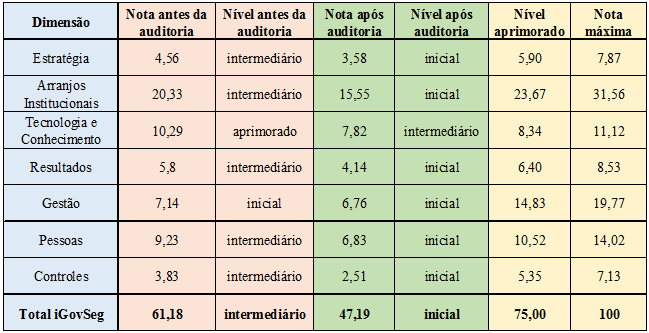 Dimensão | Nota antes da auditoria | Nível antes da auditoria | Nota após auditoria | Nível após auditoria | Nível aprimorado | Nota máxima
Estratégia | 4,56 | intermediário | 3,58 | inicial | 5,90 | 7,87
Arranjos Institucionais | 20,33 | intermediário | 15,55 | inicial | 23,67 | 31,56
Tecnologia e Conhecimento | 10,29 | aprimorado | 7,82 | intermediário | 8,34 | 11,12
Resultados | 5,8 | intermediário | 4,14 | inicial | 6,40 | 8,53
Gestão | 7,14 | inicial | 6,76 | inicial | 14,83 | 19,77
Pessoas | 9,23 | intermediário | 6,83 | inicial | 10,52 | 14,02
Controles | 3,83 | intermediário | 2,51 | inicial | 5,35 | 7,13
Total iGovSeg | 61,18 | intermediário | 47,19 | inicial | 75,00 | 100